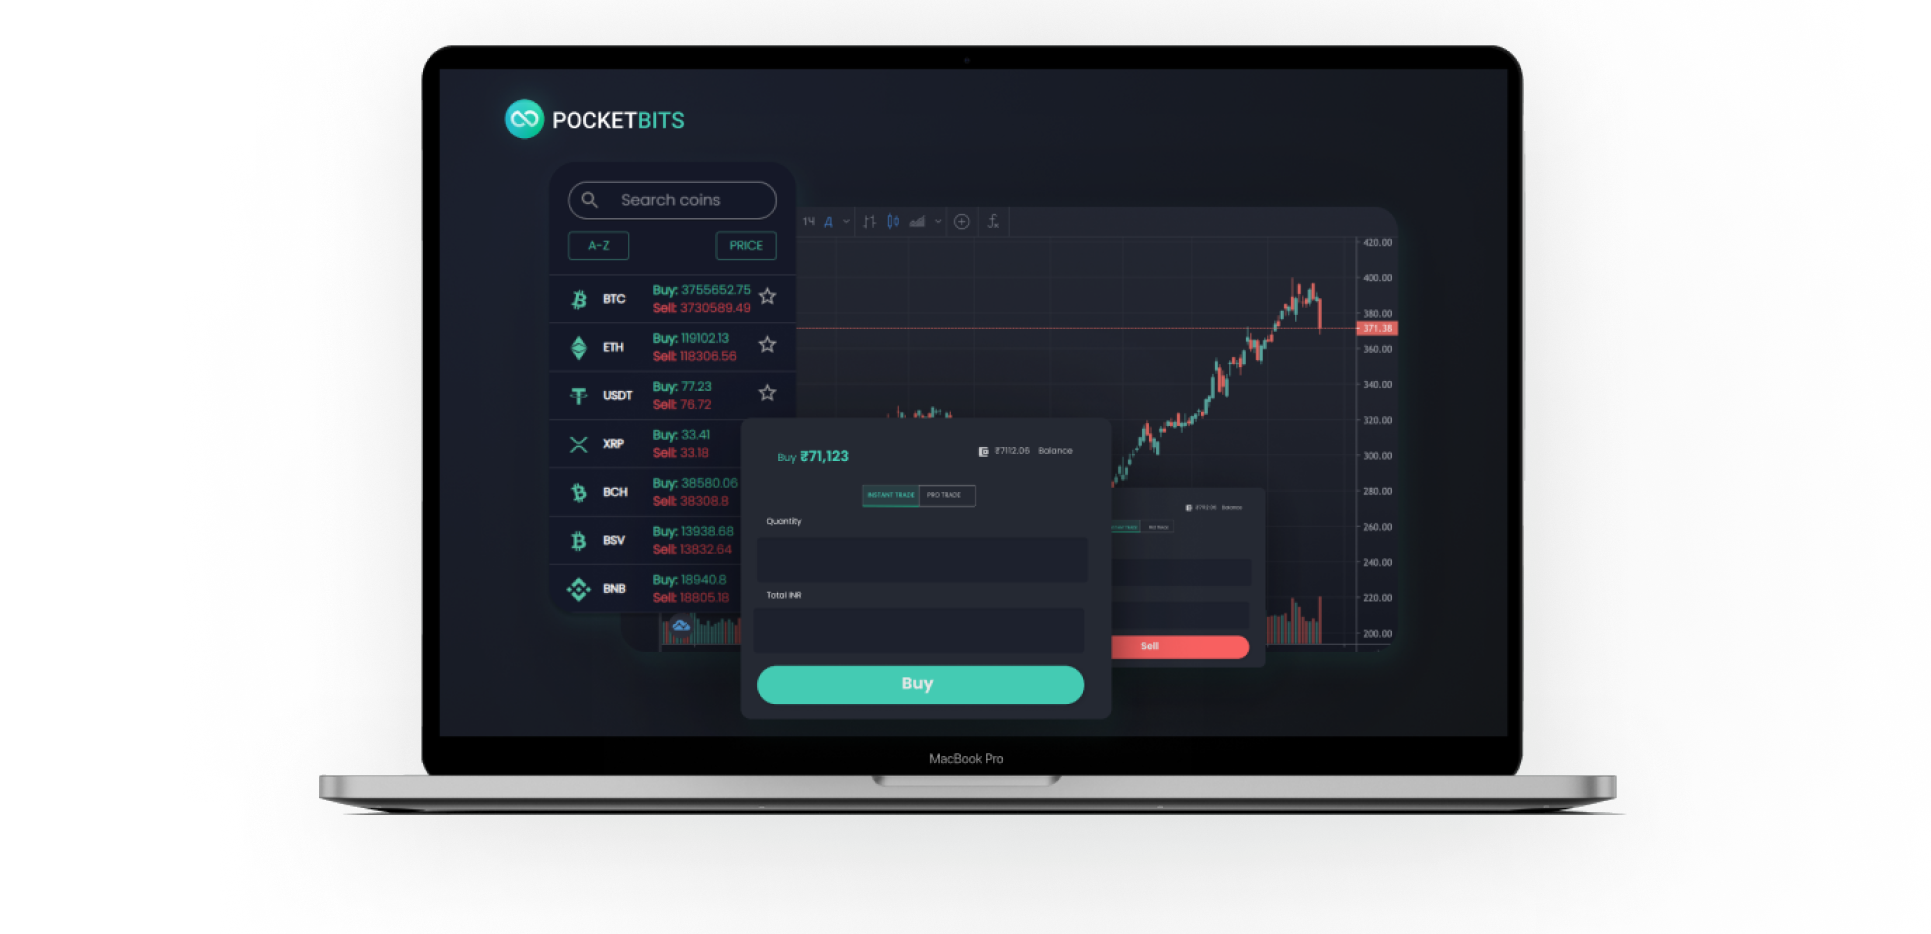 POCKETBITS
Search coins
A-Z PRICE
BTC Buy: 3755652.75
Sell: 3730589.49
ETH Buy: 119102.13
Sell: 118306.56
USDT Buy: 77.23
Sell: 76.72
XRP Buy: 33.41
Sell: 33.18
BCH Buy: 38580.06
Sell: 38308.8
BSV Buy: 13938.68
Sell: 13832.64
BNB Buy: 18940.8
Sell: 18805.18
1Ч Д
420.00
400.00
380.00
371.38
360.00
340.00
320.00
300.00
280.00
260.00
240.00
220.00
200.00
Buy ₹71,123
₹7112.06 Balance
INSTANT TRADE PRO TRADE
Quantity
Total INR
Buy
Balance
PRO TRADE
Sell
MacBook Pro